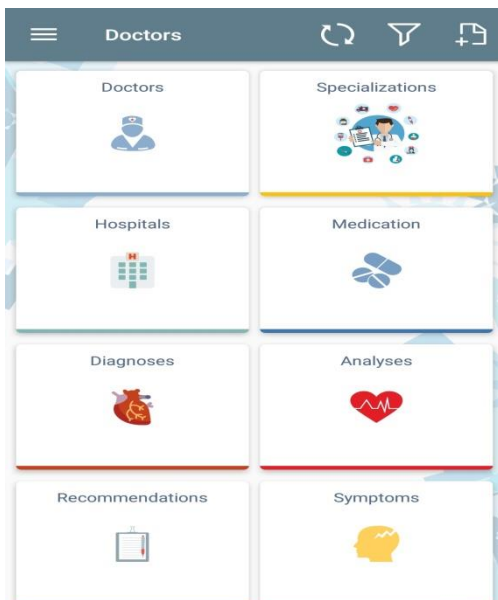 Doctors
Doctors
Specializations
Hospitals
H
Medication
Diagnoses
Analyses
Recommendations
Symptoms